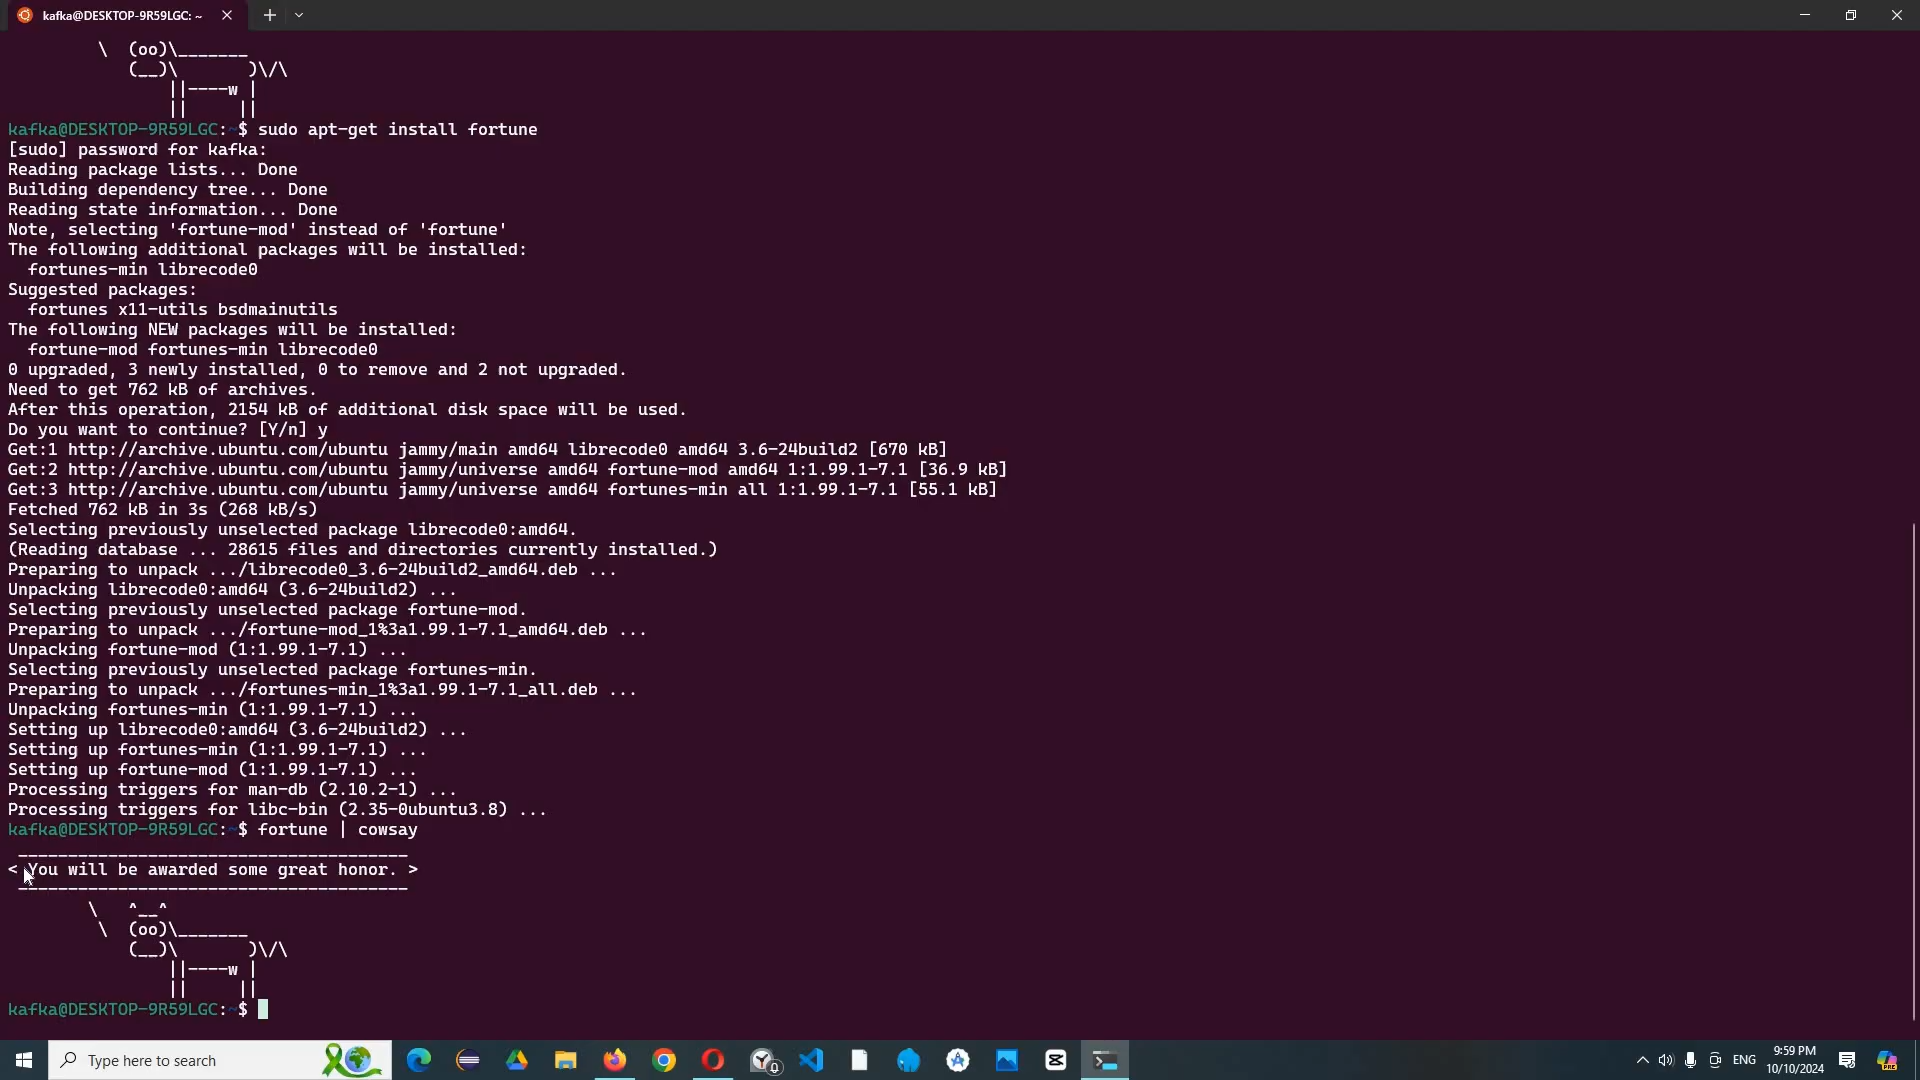 kafka@DESKTOP-9R59LGC: ~
        \  (oo)\_______
           (__)\       )\/\
               ||----w |
               ||     ||
kafka@DESKTOP-9R59LGC:~$ sudo apt-get install fortune
[sudo] password for kafka:
Reading package lists... Done
Building dependency tree... Done
Reading state information... Done
Note, selecting 'fortune-mod' instead of 'fortune'
The following additional packages will be installed:
  fortunes-min librecode0
Suggested packages:
  fortunes x11-utils bsdmainutils
The following NEW packages will be installed:
  fortune-mod fortunes-min librecode0
0 upgraded, 3 newly installed, 0 to remove and 2 not upgraded.
Need to get 762 kB of archives.
After this operation, 2154 kB of additional disk space will be used.
Do you want to continue? [Y/n] y
Get:1 http://archive.ubuntu.com/ubuntu jammy/main amd64 librecode0 amd64 3.6-24build2 [670 kB]
Get:2 http://archive.ubuntu.com/ubuntu jammy/universe amd64 fortune-mod amd64 1:1.99.1-7.1 [36.9 kB]
Get:3 http://archive.ubuntu.com/ubuntu jammy/universe amd64 fortunes-min all 1:1.99.1-7.1 [55.1 kB]
Fetched 762 kB in 3s (268 kB/s)
Selecting previously unselected package librecode0:amd64.
(Reading database ... 28615 files and directories currently installed.)
Preparing to unpack .../librecode0_3.6-24build2_amd64.deb ...
Unpacking librecode0:amd64 (3.6-24build2) ...
Selecting previously unselected package fortune-mod.
Preparing to unpack .../fortune-mod_1%3a1.99.1-7.1_amd64.deb ...
Unpacking fortune-mod (1:1.99.1-7.1) ...
Selecting previously unselected package fortunes-min.
Preparing to unpack .../fortunes-min_1%3a1.99.1-7.1_all.deb ...
Unpacking fortunes-min (1:1.99.1-7.1) ...
Setting up librecode0:amd64 (3.6-24build2) ...
Setting up fortunes-min (1:1.99.1-7.1) ...
Setting up fortune-mod (1:1.99.1-7.1) ...
Processing triggers for man-db (2.10.2-1) ...
Processing triggers for libc-bin (2.35-0ubuntu3.8) ...
kafka@DESKTOP-9R59LGC:~$ fortune | cowsay
 _______________________________________
< You will be awarded some great honor. >
 ---------------------------------------
        \   ^__^
         \  (oo)\_______
            (__)\       )\/\
                ||----w |
                ||     ||
kafka@DESKTOP-9R59LGC:~$
Type here to search
ENG
9:59 PM
10/10/2024
PRE